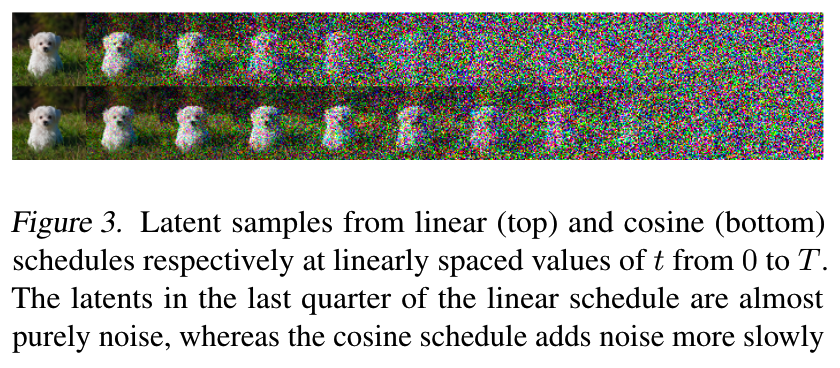 Figure 3. Latent samples from linear (top) and cosine (bottom)
schedules respectively at linearly spaced values of t from 0 to T.
The latents in the last quarter of the linear schedule are almost
purely noise, whereas the cosine schedule adds noise more slowly